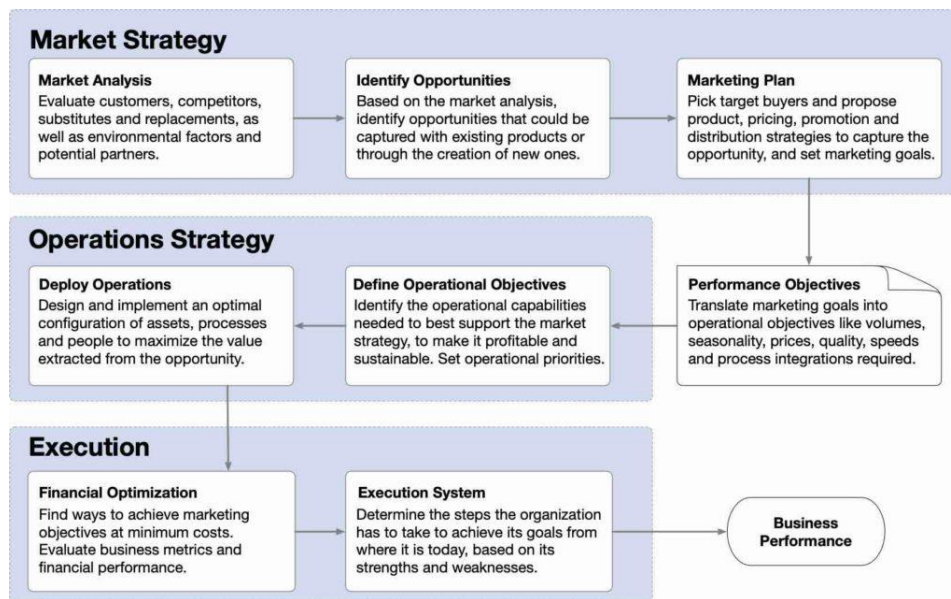 Market Strategy
Market Analysis
Evaluate customers, competitors,
substitutes and replacements, as
well as environmental factors and
potential partners.
Identify Opportunities
Based on the market analysis,
identify opportunities that could be
captured with existing products or
through the creation of new ones.
Marketing Plan
Pick target buyers and propose
product, pricing, promotion and
distribution strategies to capture the
opportunity, and set marketing goals.
Operations Strategy
Performance Objectives
Translate marketing goals into
operational objectives like volumes,
seasonality, prices, quality, speeds
and process integrations required.
Define Operational Objectives
Identify the operational capabilities
needed to best support the market
strategy, to make it profitable and
sustainable. Set operational priorities.
Deploy Operations
Design and implement an optimal
configuration of assets, processes
and people to maximize the value
extracted from the opportunity.
Execution
Financial Optimization
Find ways to achieve marketing
objectives at minimum costs.
Evaluate business metrics and
financial performance.
Execution System
Determine the steps the organization
has to take to achieve its goals from
where it is today, based on its
strengths and weaknesses.
Business
Performance